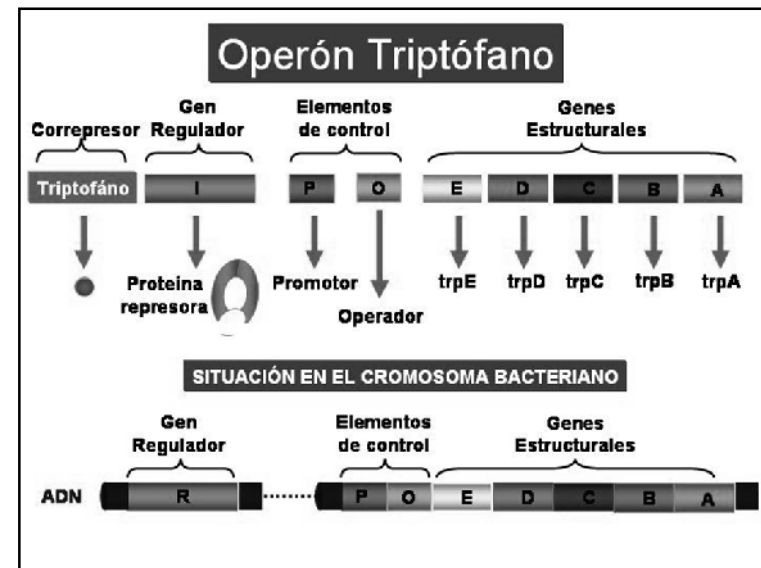 Operón Triptófano
Gen
Regulador
Elementos
de control
Genes
Estructurales
Correpresor
Triptofáno
I
P
O
E
D
C
B
A
Proteina
represora
Promotor
Operador
trpE
trpD
trpC
trpB
trpA
SITUACIÓN EN EL CROMOSOMA BACTERIANO
Gen
Regulador
Elementos
de control
Genes
Estructurales
ADN
R
P
O
E
D
C
B
A